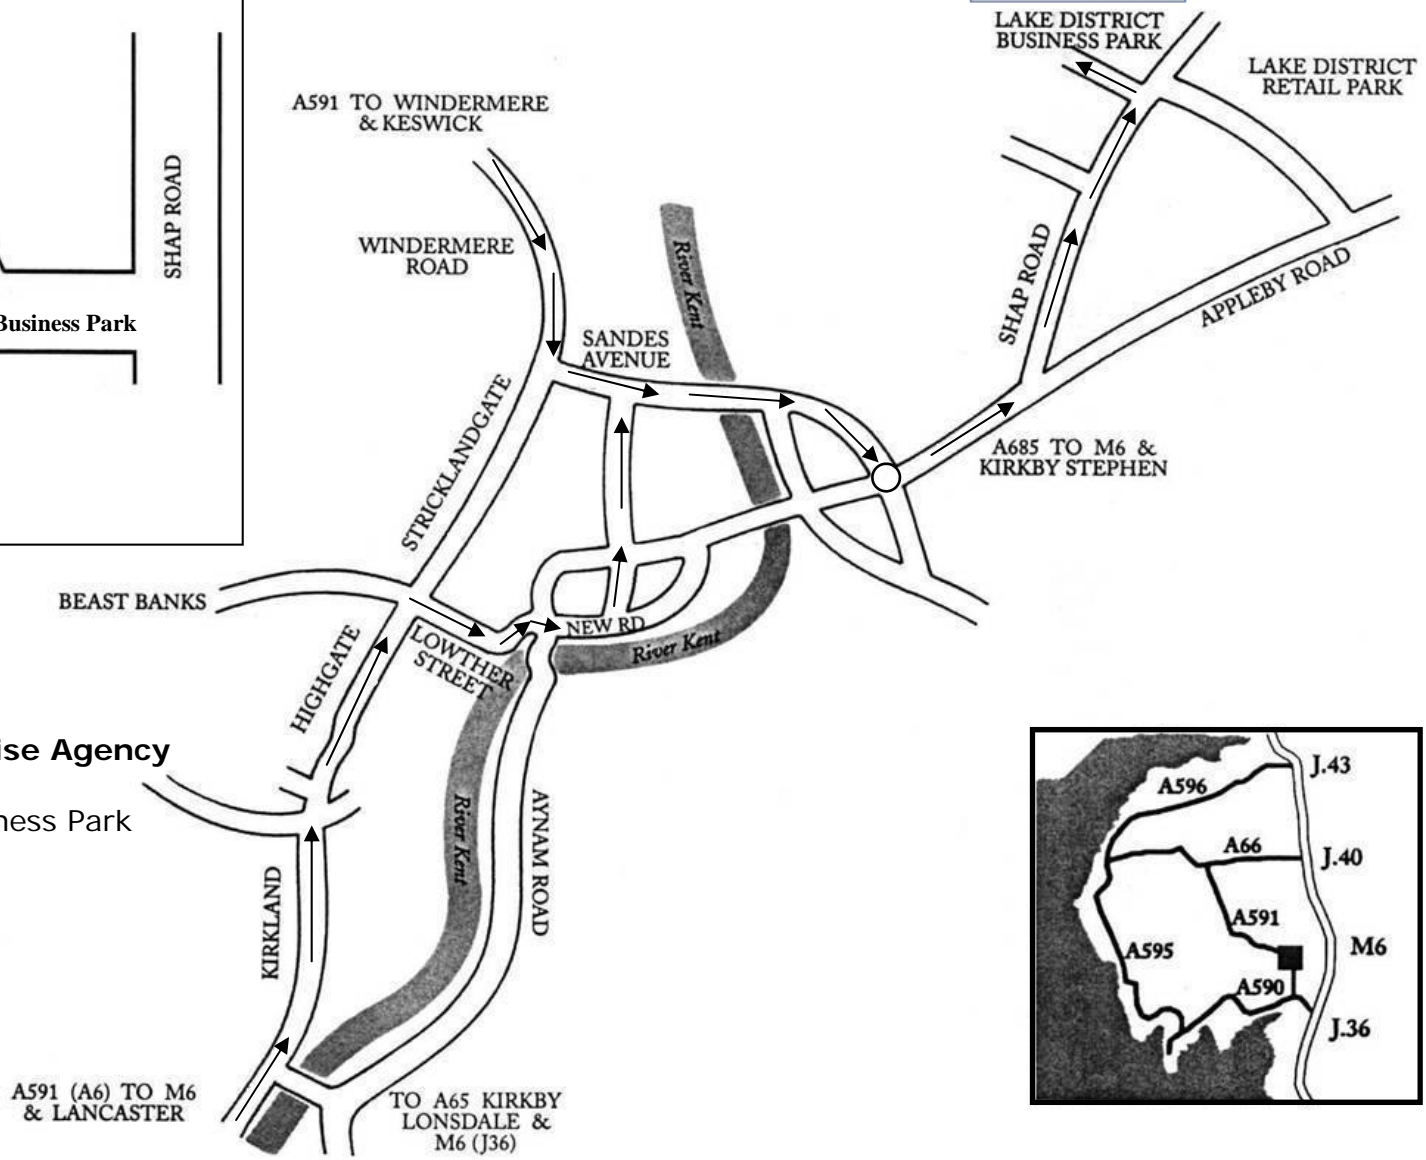 SHAP ROAD
Business Park
LAKE DISTRICT
BUSINESS PARK
LAKE DISTRICT
RETAIL PARK
A591 TO WINDERMERE
& KESWICK
WINDERMERE
ROAD
River Kent
SANDES
AVENUE
SHAP ROAD
APPLEBY ROAD
STRICKLANDGATE
A685 TO M6 &
KIRKBY STEPHEN
BEAST BANKS
HIGHGATE
LOWTHER
STREET
NEW RD
River Kent
ise Agency
ness Park
River Kent
AYNAM ROAD
KIRKLAND
A591 (A6) TO M6
& LANCASTER
TO A65 KIRKBY
LONSDALE &
M6 (J36)
A596
J.43
A66
J.40
A591
A595
M6
A590
J.36